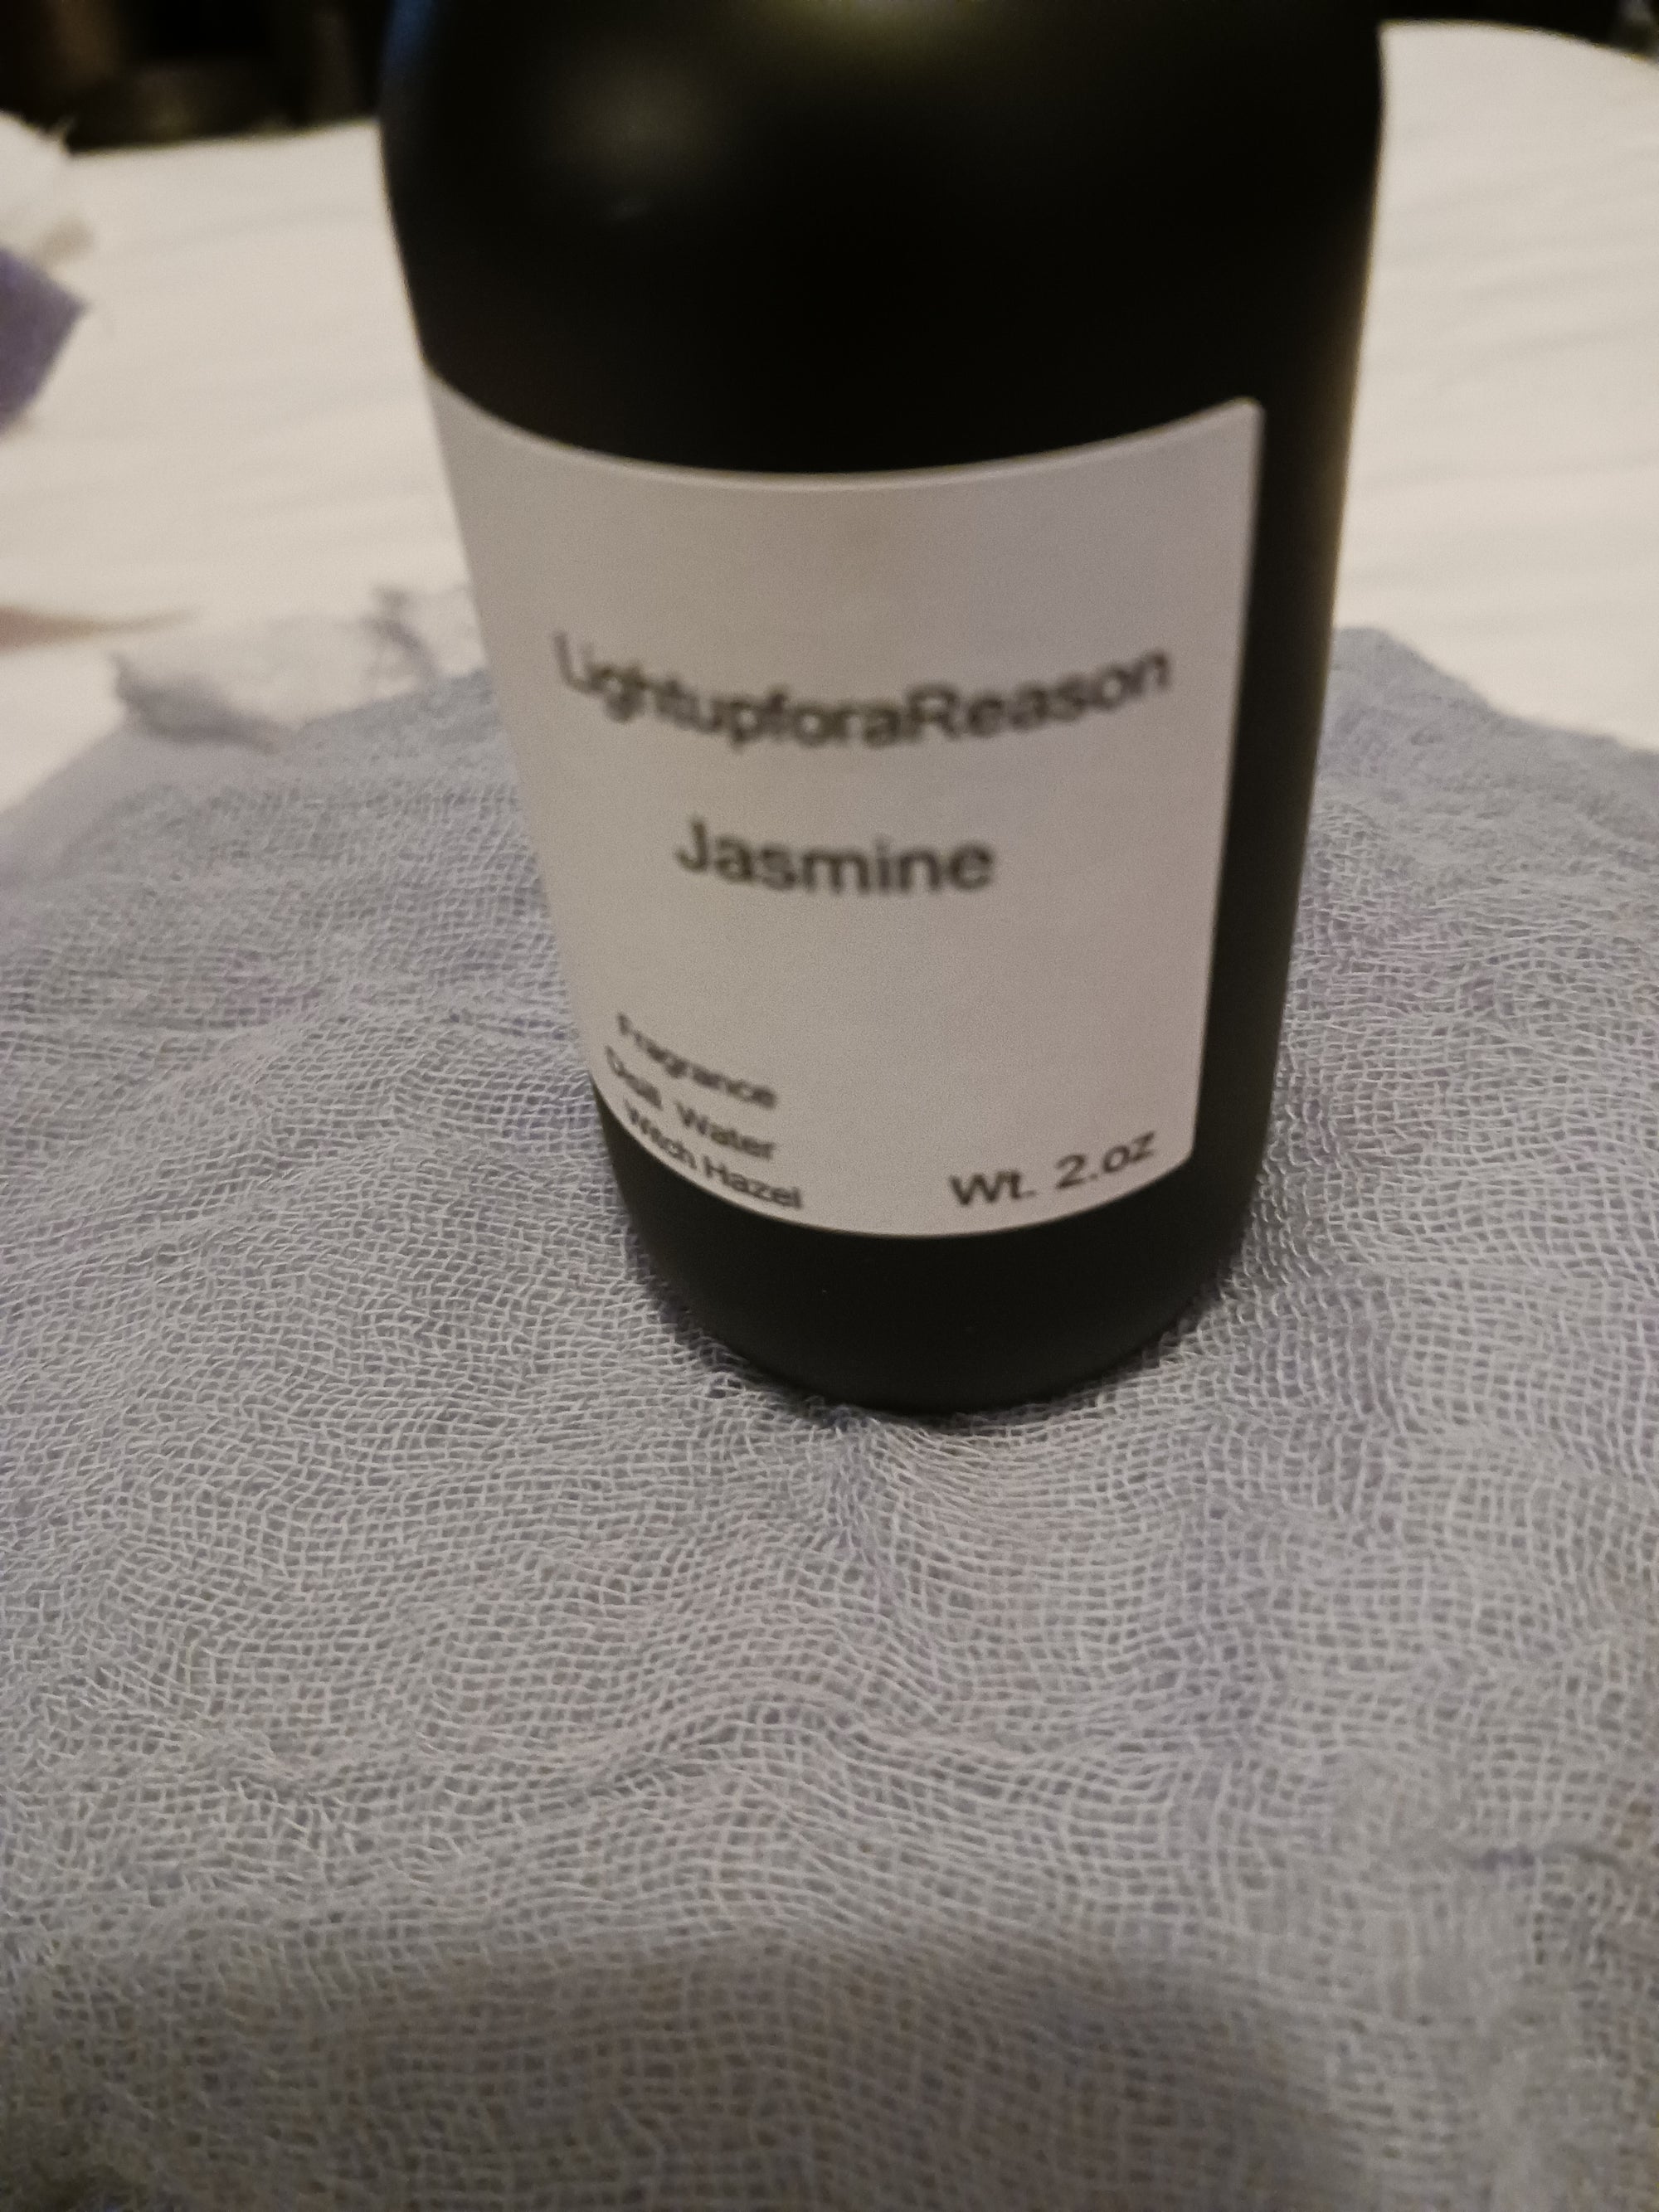 LightupforaReason
Jasmine
Fragrance
Distill Water
Witch Hazel
Wt. 2.oz